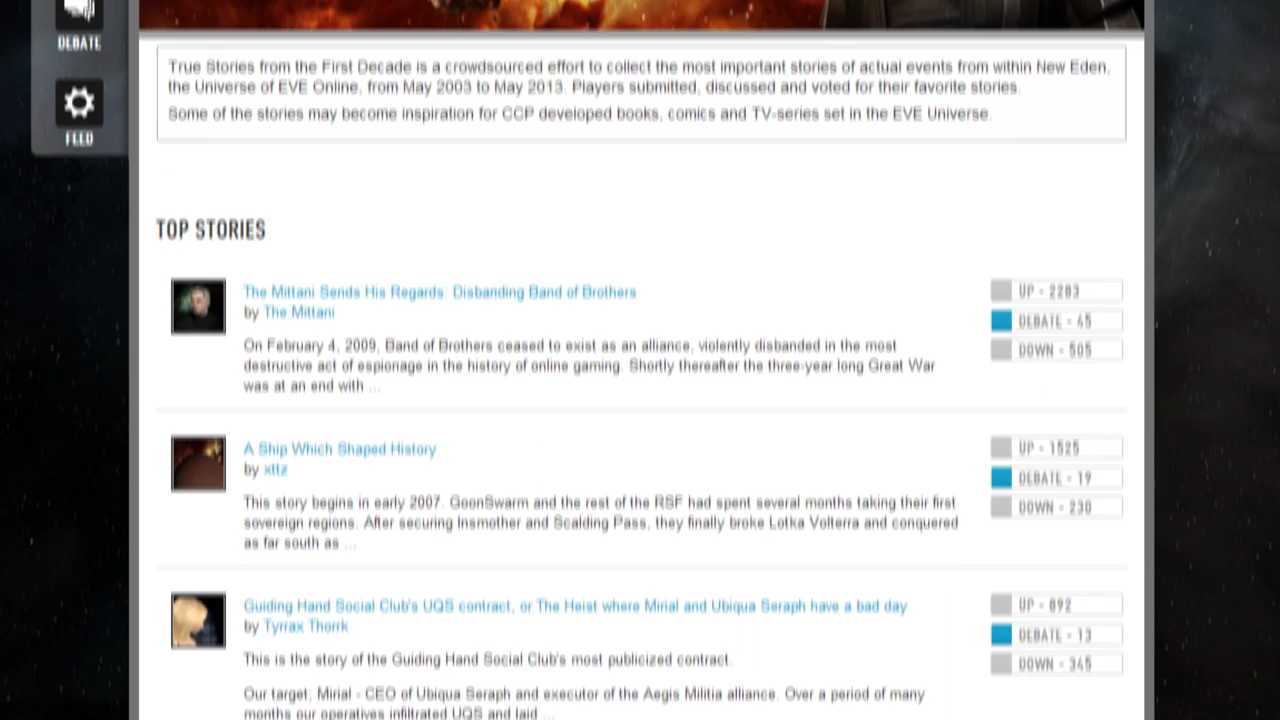 DEBATE
FEED
True Stories from the First Decade is a crowdsourced effort to collect the most important stories of actual events from within New Eden,
the Universe of EVE Online, from May 2003 to May 2013. Players submitted, discussed and voted for their favorite stories.
Some of the stories may become inspiration for CCP developed books, comics and TV-series set in the EVE Universe.
TOP STORIES
The Mittani Sends His Regards: Disbanding Band of Brothers
by The Mittani
On February 4, 2009, Band of Brothers ceased to exist as an alliance, violently disbanded in the most
destructive act of espionage in the history of online gaming. Shortly thereafter the three-year long Great War
was at an end with ...
UP - 2283
DEBATE - 45
DOWN - 505
A Ship Which Shaped History
by xttz
This story begins in early 2007. GoonSwarm and the rest of the RSF had spent several months taking their first
sovereign regions. After securing Insmother and Scalding Pass, they finally broke Lotka Volterra and conquered
as far south as ...
UP - 1525
DEBATE - 19
DOWN - 230
Guiding Hand Social Club's UQS contract, or The Heist where Mirial and Ubiqua Seraph have a bad day
by Tyrrax Thorrk
This is the story of the Guiding Hand Social Club's most publicized contract.
Our target; Mirial - CEO of Ubiqua Seraph and executor of the Aegis Militia alliance. Over a period of many
months our operatives infiltrated UQS and laid ...
UP - 892
DEBATE - 13
DOWN - 345